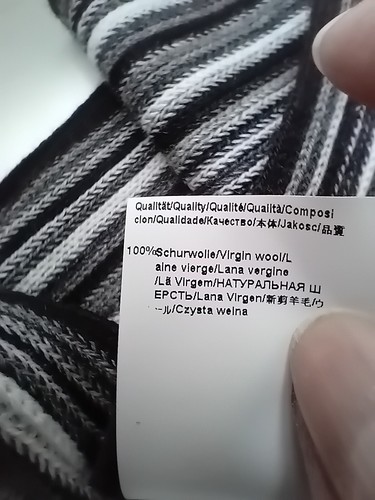 Qualität/Quality/Qualité/Qualità/Composi
cion/Qualidade/Качество/本体/Jakosc/品質
100%Schurwolle/Virgin wool/L
aine vierge/Lana vergine
/Lã Virgem/НАТУРАЛЬНАЯ Ш
ЕРСТЬ/Lana Virgen/新剪羊毛/ウ
ール/Czysta welna